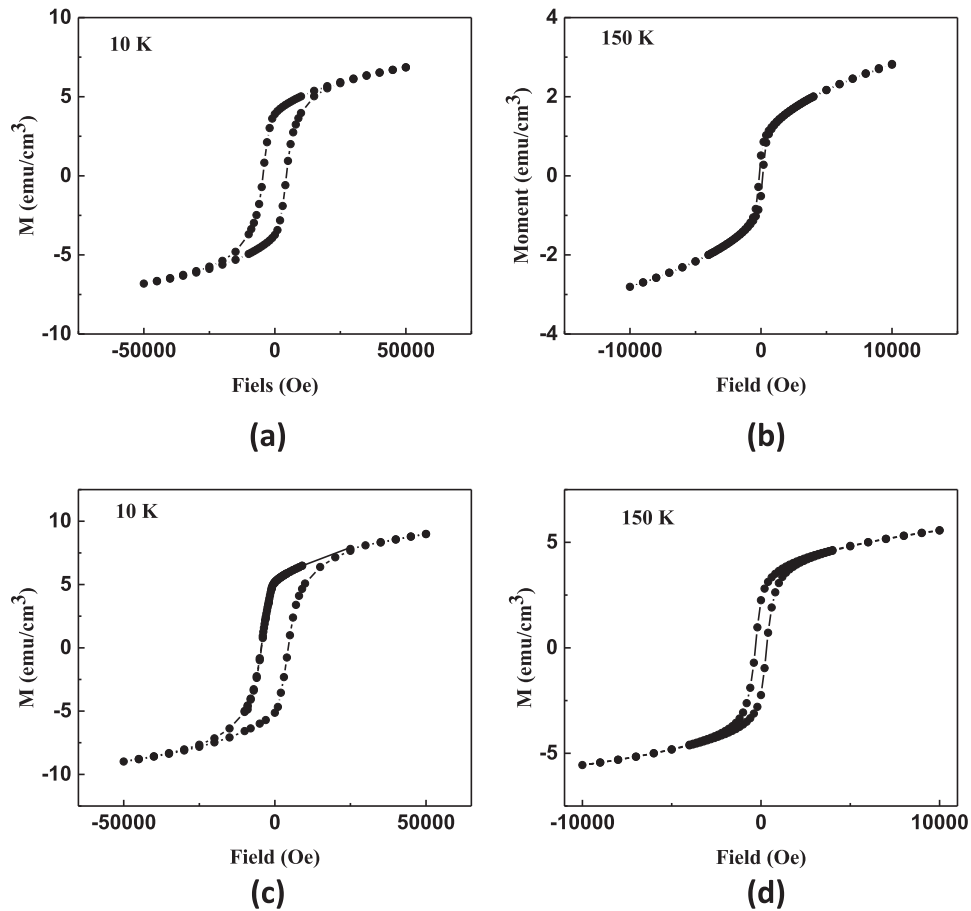 10
5
0
-5
-10
M (emu/cm³)
10 K
-50000 0 50000
Fiels (Oe)
(a)
4
2
0
-2
-4
Moment (emu/cm³)
150 K
-10000 0 10000
Field (Oe)
(b)
10
5
0
-5
-10
M (emu/cm³)
10 K
-50000 0 50000
Field (Oe)
(c)
5
0
-5
M (emu/cm³)
150 K
-10000 0 10000
Field (Oe)
(d)